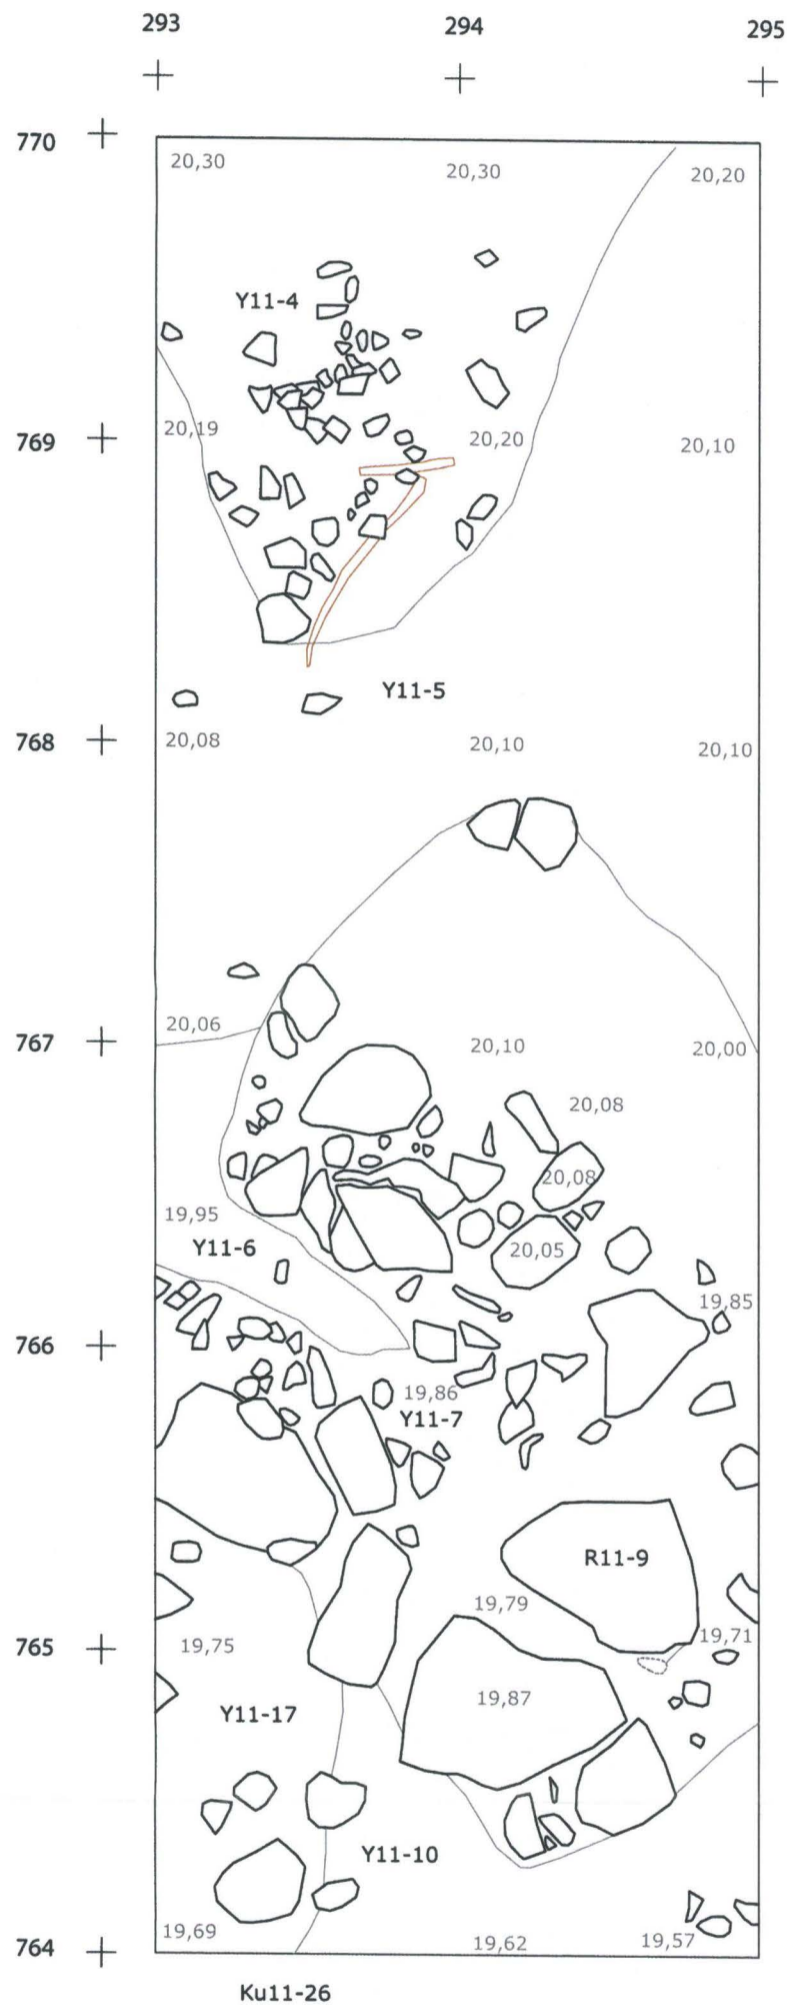 293 294 295
770
20,30 20,30 20,20
Y11-4
769 20,19 20,20 20,10
Y11-5
768 20,08 20,10 20,10
767 20,06 20,10 20,00
20,08
20,08
19,95
Y11-6 20,05
19,85
766
19,86
Y11-7
R11-9
19,79
765 19,75 19,71
19,87
Y11-17
Y11-10
19,69 19,62 19,57
764
Ku11-26